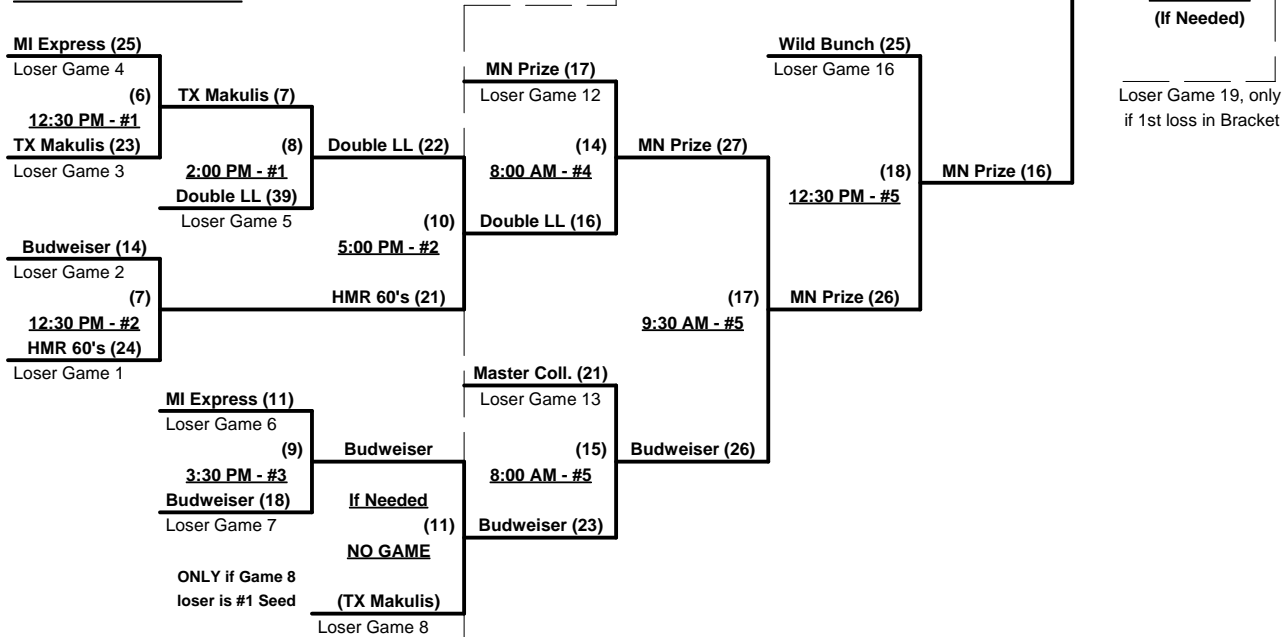 (If Needed)
MI Express (25)
Loser Game 4
(6)
12:30 PM - #1
TX Makulis (23)
Loser Game 3
TX Makulis (7)
(8)
2:00 PM - #1
Double LL (39)
Loser Game 5
Double LL (22)
(10)
5:00 PM - #2
Budweiser (14)
Loser Game 2
(7)
12:30 PM - #2
HMR 60's (24)
Loser Game 1
HMR 60's (21)
MN Prize (17)
Loser Game 12
(14)
8:00 AM - #4
Double LL (16)
MN Prize (27)
Wild Bunch (25)
Loser Game 16
(18)
12:30 PM - #5
MN Prize (16)
Loser Game 19, only
if 1st loss in Bracket
(17)
9:30 AM - #5
MN Prize (26)
MI Express (11)
Loser Game 6
(9)
3:30 PM - #3
Budweiser (18)
Loser Game 7
Budweiser
If Needed
(11)
NO GAME
ONLY if Game 8
loser is #1 Seed
(TX Makulis)
Loser Game 8
Master Coll. (21)
Loser Game 13
(15)
8:00 AM - #5
Budweiser (23)
Budweiser (26)